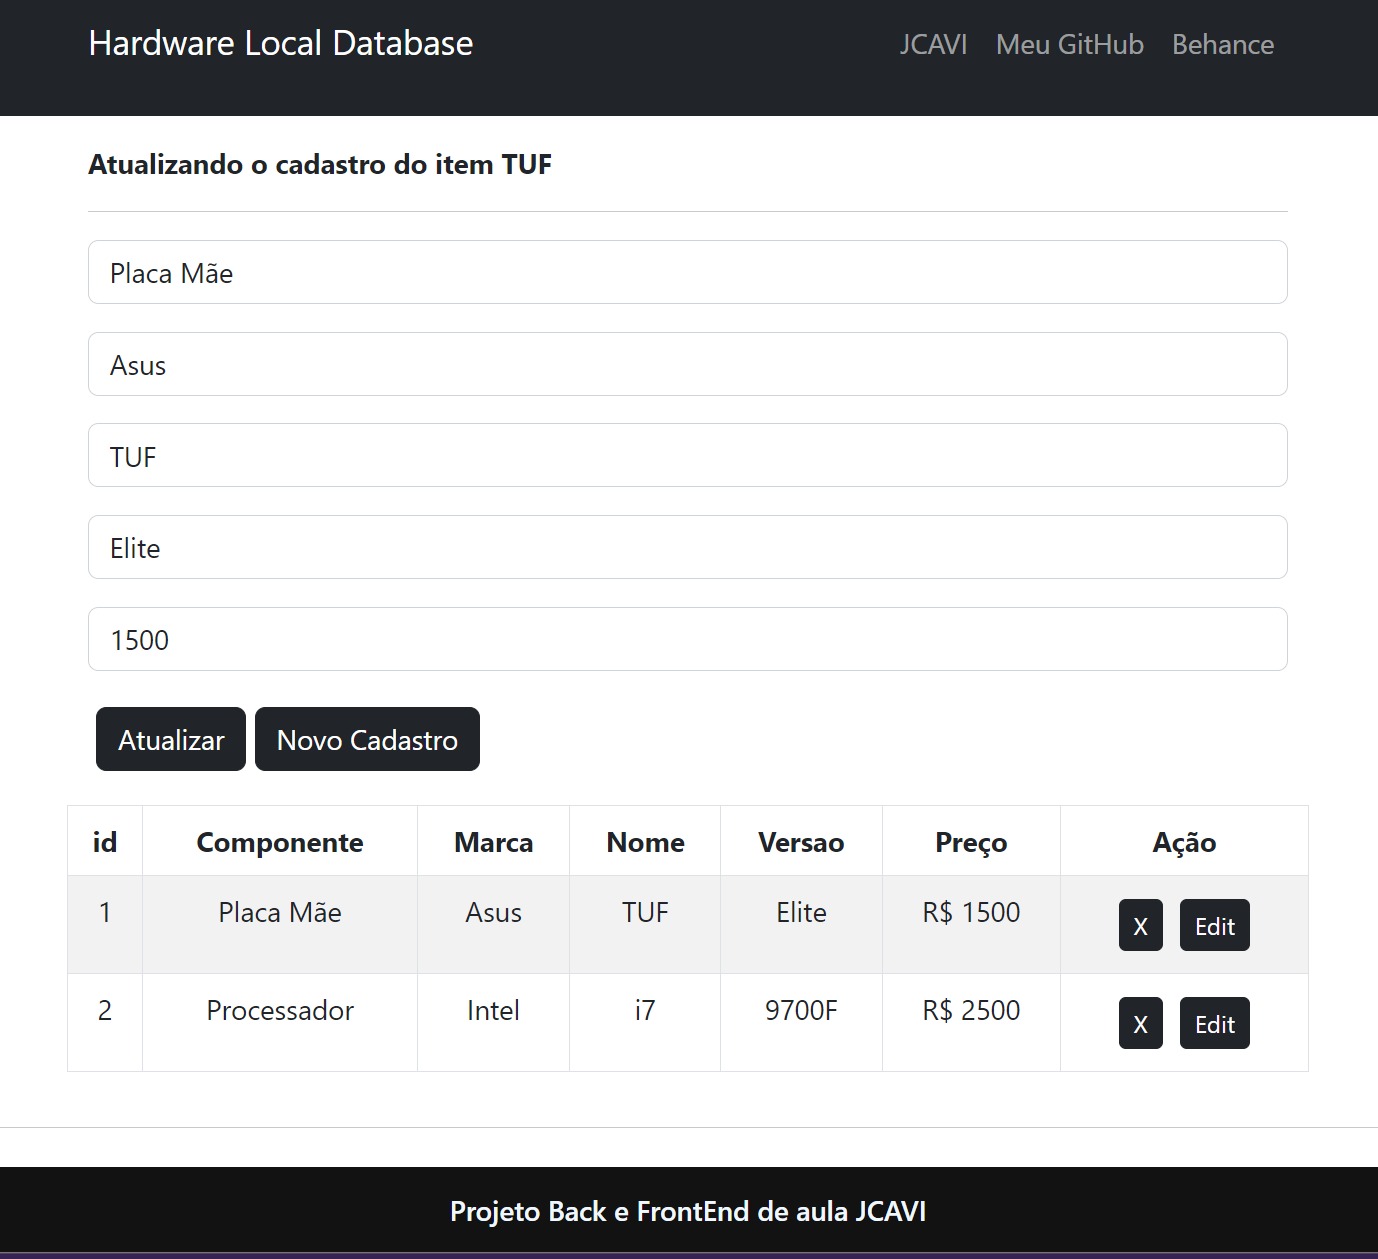 Hardware Local Database JCAVI Meu GitHub Behance
Atualizando o cadastro do item TUF
Placa Mãe
Asus
TUF
Elite
1500
Atualizar Novo Cadastro
id Componente Marca Nome Versao Preço Ação
1 Placa Mãe Asus TUF Elite R$ 1500 X Edit
2 Processador Intel i7 9700F R$ 2500 X Edit
Projeto Back e FrontEnd de aula JCAVI